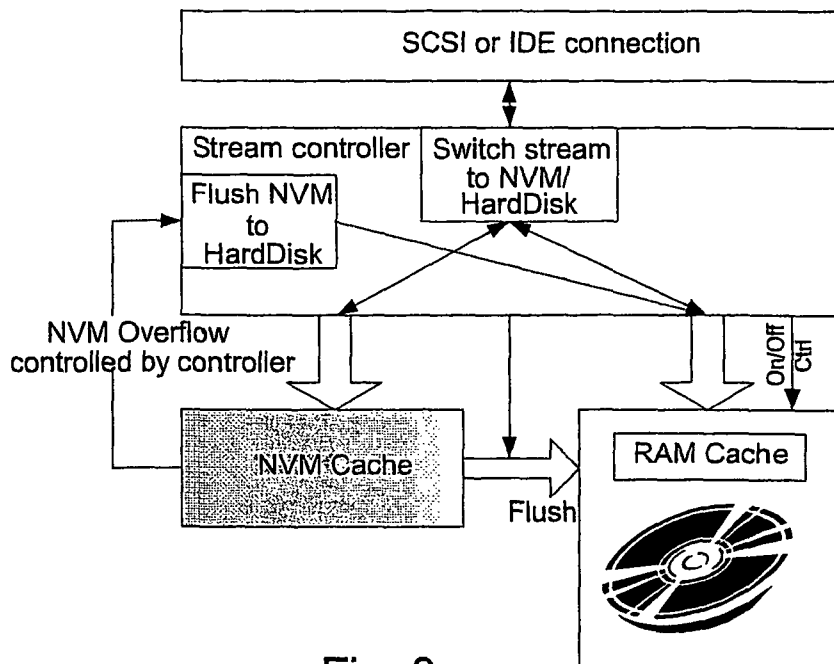 SCSI or IDE connection
Stream controller
Switch stream
to NVM/
HardDisk
Flush NVM
to
HardDisk
NVM Overflow
controlled by controller
On/Off
Ctrl
NVM Cache
Flush
RAM Cache